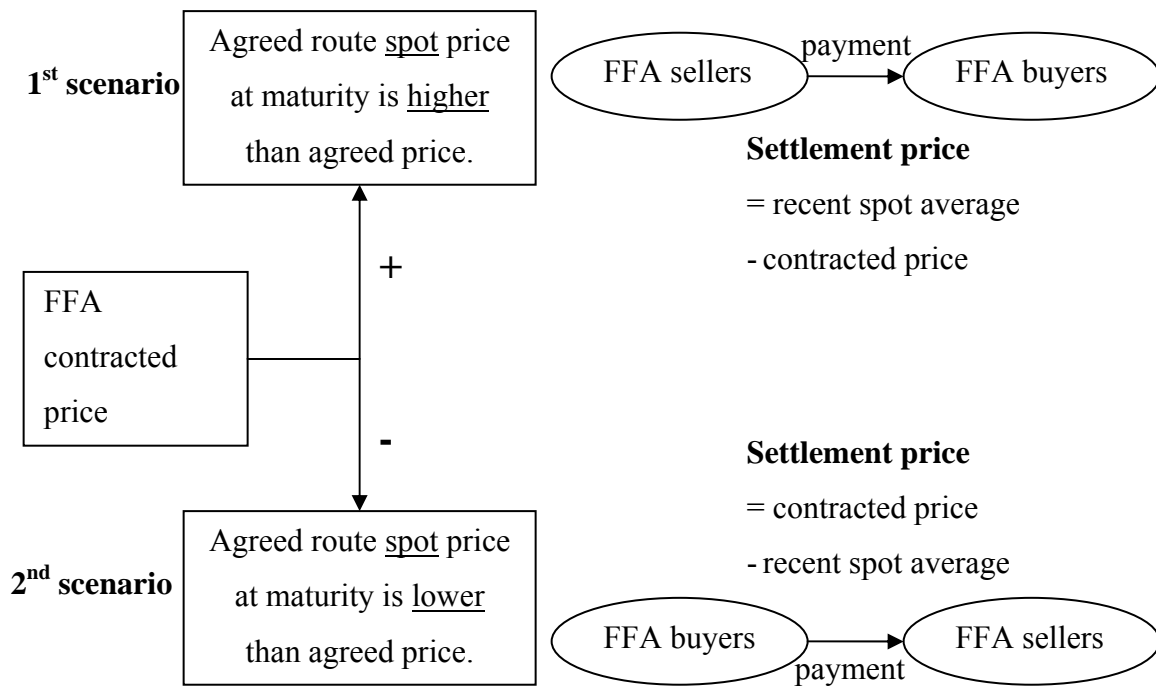 1st scenario
Agreed route spot price
at maturity is higher
than agreed price.
FFA sellers
payment
FFA buyers
Settlement price
= recent spot average
- contracted price
+
FFA
contracted
price
-
Settlement price
= contracted price
- recent spot average
2nd scenario
Agreed route spot price
at maturity is lower
than agreed price.
FFA buyers
payment
FFA sellers